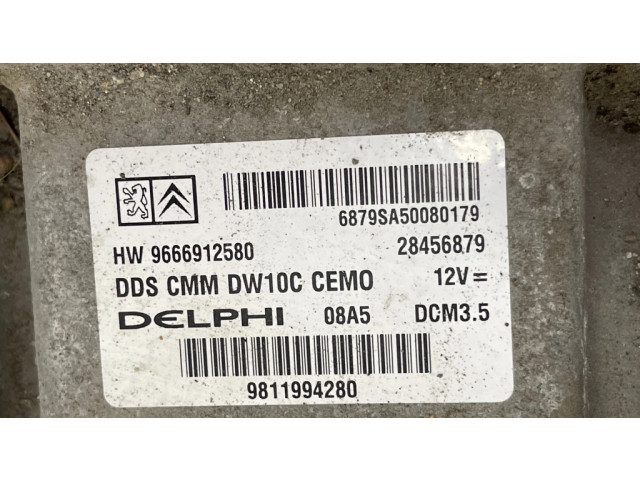 6879SA50080179
HW 9666912580 28456879
DDS CMM DW10C CEMO 12V =
DELPHI 08A5 DCM3.5
9811994280